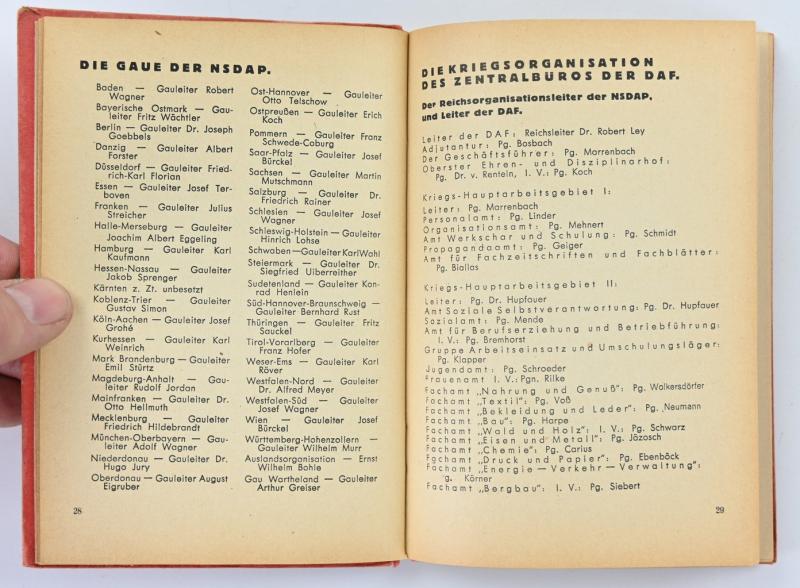 DIE GAUE DER NSDAP.
Baden — Gauleiter Robert
Wagner
Bayerische Ostmark — Gau-
leiter Fritz Wächtler
Berlin — Gauleiter Dr. Joseph
Goebbels
Danzig — Gauleiter Albert
Forster
Düsseldorf — Gauleiter Fried-
rich-Karl Florian
Essen — Gauleiter Josef Ter-
boven
Franken — Gauleiter Julius
Streicher
Halle-Merseburg — Gauleiter
Joachim Albert Eggeling
Hamburg — Gauleiter Karl
Kaufmann
Hessen-Nassau — Gauleiter
Jakob Sprenger
Kärnten z. Zt. unbesetzt
Koblenz-Trier — Gauleiter
Gustav Simon
Köln-Aachen — Gauleiter Josef
Grohé
Kurhessen — Gauleiter Karl
Weinrich
Mark Brandenburg — Gauleiter
Emil Stürtz
Magdeburg-Anhalt — Gau-
leiter Rudolf Jordan
Mainfranken — Gauleiter Dr.
Otto Hellmuth
Mecklenburg — Gauleiter
Friedrich Hildebrandt
München-Oberbayern — Gau-
leiter Adolf Wagner
Niederdonau — Gauleiter Dr.
Hugo Jury
Oberdonau — Gauleiter August
Eigruber
Ost-Hannover — Gauleiter
Otto Telschow
Ostpreußen — Gauleiter Erich
Koch
Pommern — Gauleiter Franz
Schwede-Coburg
Saar-Pfalz — Gauleiter Josef
Bürckel
Sachsen — Gauleiter Martin
Mutschmann
Salzburg — Gauleiter Dr.
Friedrich Rainer
Schlesien — Gauleiter Josef
Wagner
Schleswig-Holstein — Gauleiter
Hinrich Lohse
Schwaben — Gauleiter Karl Wahl
Steiermark — Gauleiter Dr.
Siegfried Uiberreither
Sudetenland — Gauleiter Kon-
rad Henlein
Süd-Hannover-Braunschweig —
Gauleiter Bernhard Rust
Thüringen — Gauleiter Fritz
Sauckel
Tirol-Vorarlberg — Gauleiter
Franz Hofer
Weser-Ems — Gauleiter Karl
Röver
Westfalen-Nord — Gauleiter
Dr. Alfred Meyer
Westfalen-Süd — Gauleiter
Josef Wagner
Wien — Gauleiter Josef
Bürckel
Württemberg-Hohenzollern —
Gauleiter Wilhelm Murr
Auslandsorganisation — Ernst
Wilhelm Bohle
Gau Wartheland — Gauleiter
Arthur Greiser
28
DIE KRIEGSORGANISATION
DES ZENTRALBÜROS DER DAF.
Der Reichsorganisationsleiter der NSDAP.
und Leiter der DAF.
Leiter der DAF: Reichsleiter Dr. Robert Ley
Adjutantur: Pg. Bosbach
Der Geschäftsführer: Pg. Marrenbach
Oberster Ehren- und Disziplinarhof:
Pg. Dr. v. Renteln, I. V.: Pg. Koch
Kriegs-Hauptarbeitsgebiet I:
Leiter: Pg. Marrenbach
Personalamt: Pg. Linder
Organisationsamt: Pg. Mehnert
Amt Werkschar und Schulung: Pg. Schmidt
Propagandaamt: Pg. Geiger
Amt für Fachzeitschriften und Fachblätter:
Pg. Biallas
Kriegs-Hauptarbeitsgebiet II:
Leiter: Pg. Dr. Hupfauer
Amt Soziale Selbstverantwortung: Pg. Dr. Hupfauer
Sozialamt: Pg. Mende
Amt für Berufserziehung und Betriebführung:
I. V.: Pg. Bremhorst
Gruppe Arbeitseinsatz und Umschulungsläger:
Pg. Klapper
Jugendamt: Pg. Schroeder
Frauenamt I. V.: Pgn. Rilke
Fachamt „Nahrung und Genuß“: Pg. Walkersdörfer
Fachamt „Textil“: Pg. Voß
Fachamt „Bekleidung und Leder“: Pg. Neumann
Fachamt „Bau“: Pg. Harpe
Fachamt „Wald und Holz“: I. V.: Pg. Schwarz
Fachamt „Eisen und Metall“: Pg. Jözosch
Fachamt „Chemie“: Pg. Carius
Fachamt „Druck und Papier“: Pg. Ebenböck
Fachamt „Energie — Verkehr — Verwaltung“:
g. Körner
Fachamt „Bergbau“: I. V.: Pg. Siebert
29